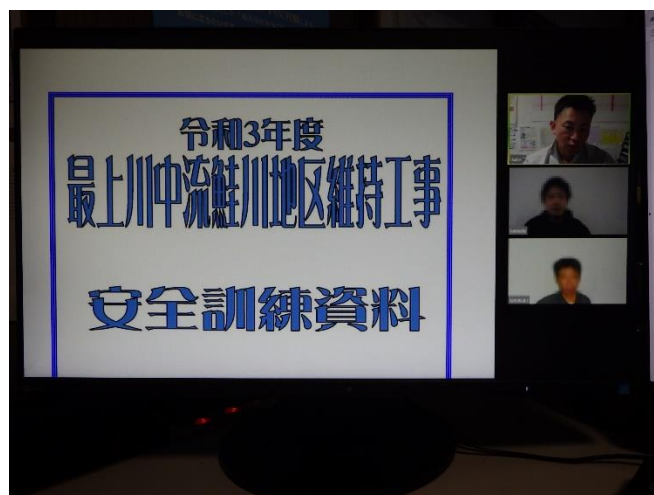 令和3年度
最上川中流鮭川地区維持工事
安全訓練資料